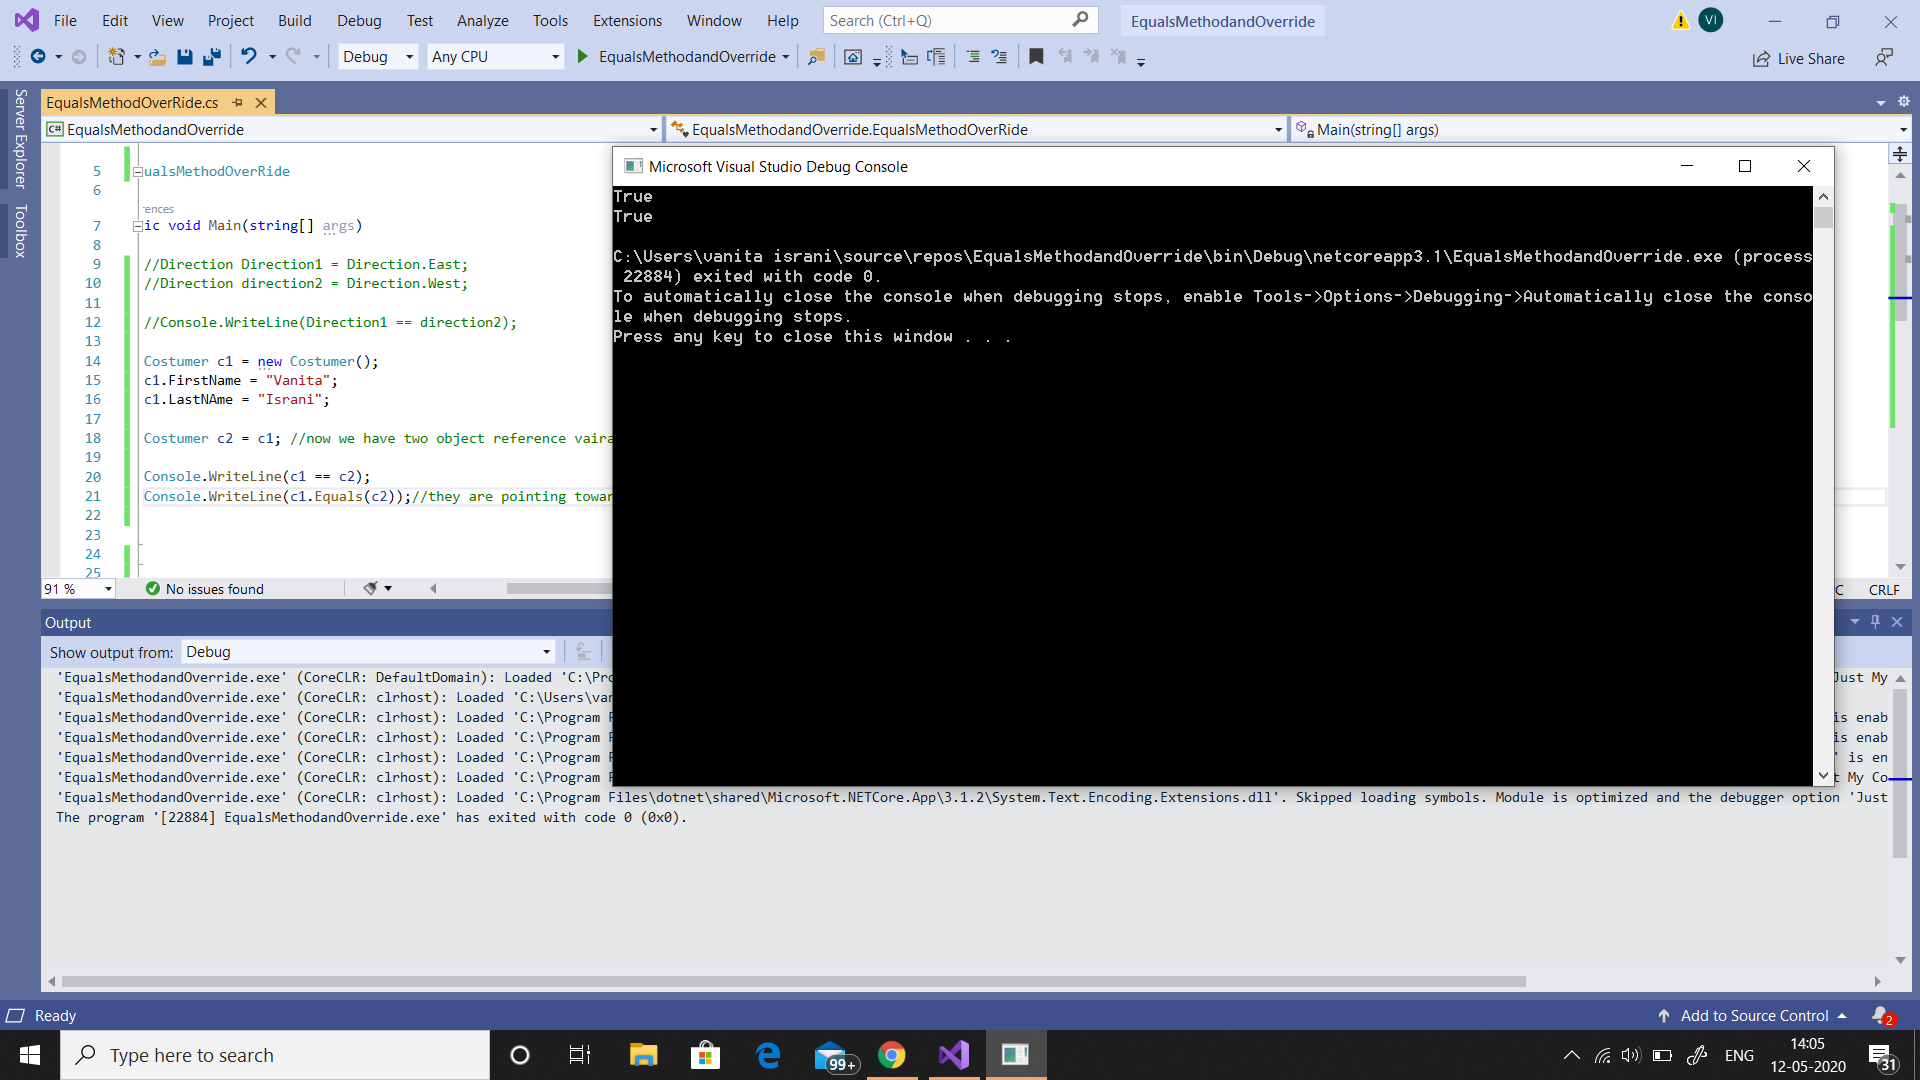 File Edit View Project Build Debug Test Analyze Tools Extensions Window Help Search (Ctrl+Q) EqualsMethodandOverride VI
Debug Any CPU EqualsMethodandOverride Live Share
Server Explorer
Toolbox
EqualsMethodOverRide.cs
C# EqualsMethodandOverride EqualsMethodandOverride.EqualsMethodOverRide Main(string[] args)
5 ualsMethodOverRide
6
rences
7 ic void Main(string[] args)
8
9 //Direction Direction1 = Direction.East;
10 //Direction direction2 = Direction.West;
11
12 //Console.WriteLine(Direction1 == direction2);
13
14 Costumer c1 = new Costumer();
15 c1.FirstName = "Vanita";
16 c1.LastNAme = "Israni";
17
18 Costumer c2 = c1; //now we have two object reference vaira
19
20 Console.WriteLine(c1 == c2);
21 Console.WriteLine(c1.Equals(c2));//they are pointing towar
22
23
24
25
91 % No issues found C CRLF
Microsoft Visual Studio Debug Console
True
True
C:\Users\vanita israni\source\repos\EqualsMethodandOverride\bin\Debug\netcoreapp3.1\EqualsMethodandOverride.exe (process
22884) exited with code 0.
To automatically close the console when debugging stops, enable Tools->Options->Debugging->Automatically close the conso
le when debugging stops.
Press any key to close this window . . .
Output
Show output from: Debug
'EqualsMethodandOverride.exe' (CoreCLR: DefaultDomain): Loaded 'C:\Pro Just My
'EqualsMethodandOverride.exe' (CoreCLR: clrhost): Loaded 'C:\Users\van
'EqualsMethodandOverride.exe' (CoreCLR: clrhost): Loaded 'C:\Program F is enab
'EqualsMethodandOverride.exe' (CoreCLR: clrhost): Loaded 'C:\Program F is enab
'EqualsMethodandOverride.exe' (CoreCLR: clrhost): Loaded 'C:\Program F ' is en
'EqualsMethodandOverride.exe' (CoreCLR: clrhost): Loaded 'C:\Program F t My Co
'EqualsMethodandOverride.exe' (CoreCLR: clrhost): Loaded 'C:\Program Files\dotnet\shared\Microsoft.NETCore.App\3.1.2\System.Text.Encoding.Extensions.dll'. Skipped loading symbols. Module is optimized and the debugger option 'Just
The program '[22884] EqualsMethodandOverride.exe' has exited with code 0 (0x0).
Ready Add to Source Control 2
Type here to search 99+ ENG 14:05 31
12-05-2020